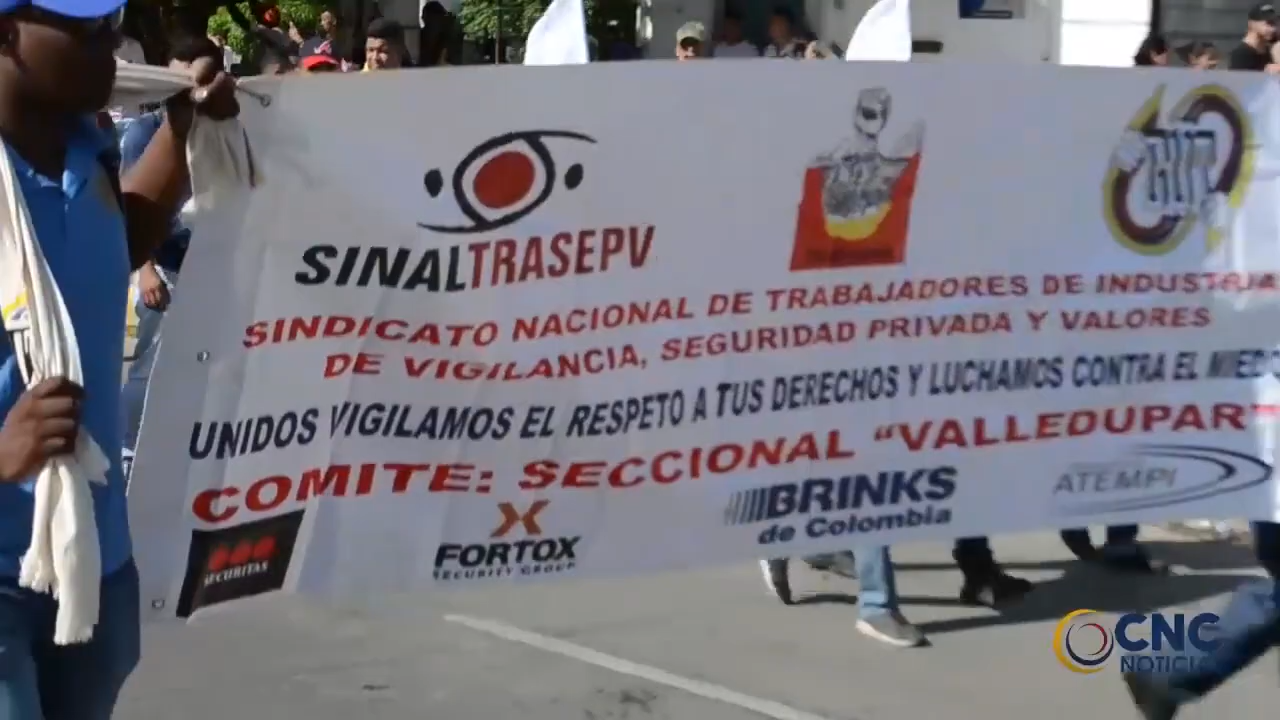 SINALTRASEPV
SINDICATO NACIONAL DE TRABAJADORES DE INDUSTRIA
DE VIGILANCIA, SEGURIDAD PRIVADA Y VALORES
UNIDOS VIGILAMOS EL RESPETO A TUS DERECHOS Y LUCHAMOS CONTRA EL MIEDO
COMITE: SECCIONAL “VALLEDUPAR”
SECURITAS
FORTOX
SECURITY GROUP
BRINKS
de Colombia
ATEMPI
CNC
NOTICIAS